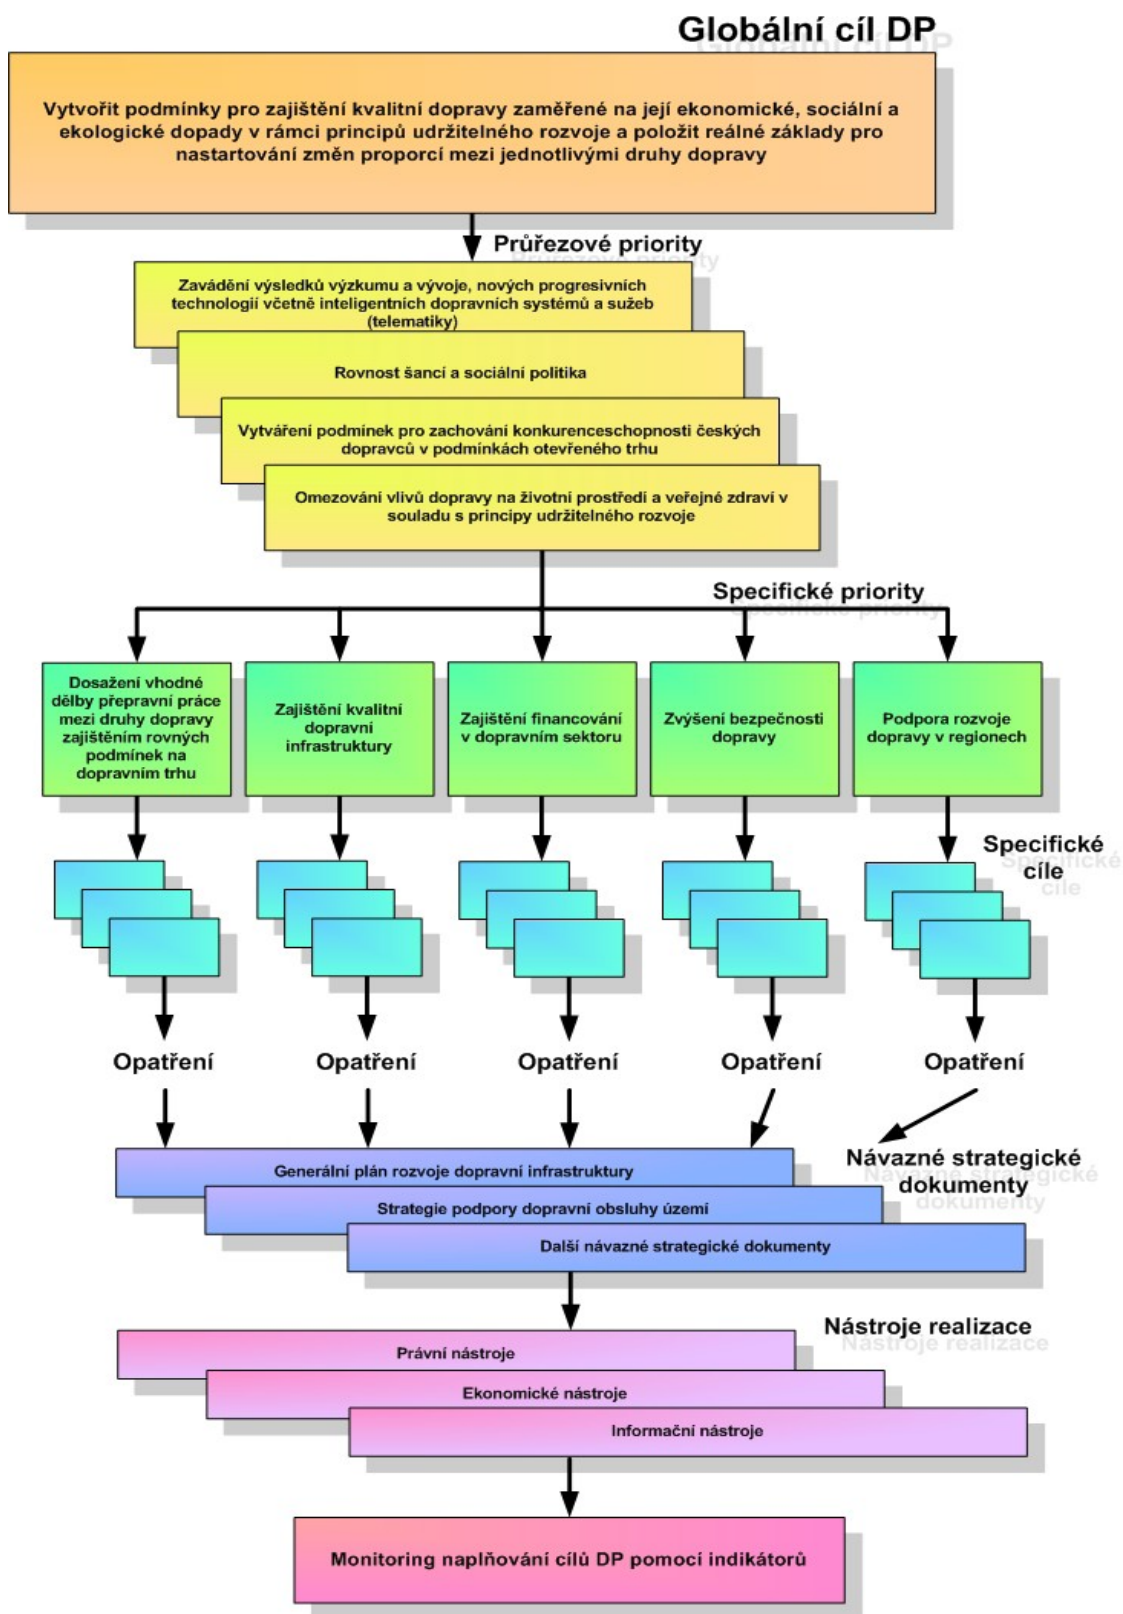 Globální cíl DP
Vytvořit podmínky pro zajištění kvalitní dopravy zaměřené na její ekonomické, sociální a
ekologické dopady v rámci principů udržitelného rozvoje a položit reálné základy pro
nastartování změn proporcí mezi jednotlivými druhy dopravy
Průřezové priority
Zavádění výsledků výzkumu a vývoje, nových progresivních
technologií včetně inteligentních dopravních systémů a sužeb
(telematiky)
Rovnost šancí a sociální politika
Vytváření podmínek pro zachování konkurenceschopnosti českých
dopravců v podmínkách otevřeného trhu
Omezování vlivů dopravy na životní prostředí a veřejné zdraví v
souladu s principy udržitelného rozvoje
Specifické priority
Dosažení vhodné
dělby přepravní práce
mezi druhy dopravy
zajištěním rovných
podmínek na
dopravním trhu
Zajištění kvalitní
dopravní
infrastruktury
Zajištění financování
v dopravním sektoru
Zvýšení bezpečnosti
dopravy
Podpora rozvoje
dopravy v regionech
Specifické
cíle
Opatření
Opatření
Opatření
Opatření
Opatření
Návazné strategické
dokumenty
Generální plán rozvoje dopravní infrastruktury
Strategie podpory dopravní obsluhy území
Další návazné strategické dokumenty
Nástroje realizace
Právní nástroje
Ekonomické nástroje
Informační nástroje
Monitoring naplňování cílů DP pomocí indikátorů